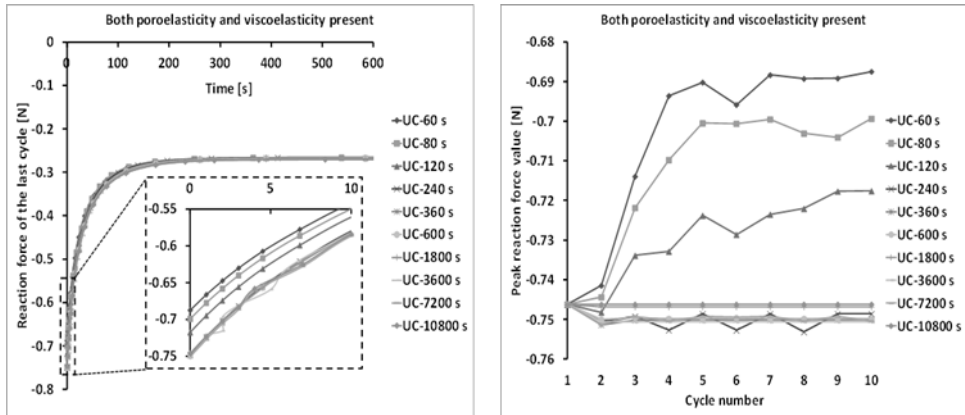 Both poroelasticity and viscoelasticity present
0 100 200 300 400 500 600
Time [s]
Reaction force of the last cycle [N]
0
-0.1
-0.2
-0.3
-0.4
-0.5
-0.6
-0.7
-0.8
0 5 10
-0.55
-0.6
-0.65
-0.7
-0.75
UC-60 s
UC-80 s
UC-120 s
UC-240 s
UC-360 s
UC-600 s
UC-1800 s
UC-3600 s
UC-7200 s
UC-10800 s
Both poroelasticity and viscoelasticity present
Peak reaction force value [N]
-0.68
-0.69
-0.7
-0.71
-0.72
-0.73
-0.74
-0.75
-0.76
1 2 3 4 5 6 7 8 9 10
Cycle number
UC-60 s
UC-80 s
UC-120 s
UC-240 s
UC-360 s
UC-600 s
UC-1800 s
UC-3600 s
UC-7200 s
UC-10800 s